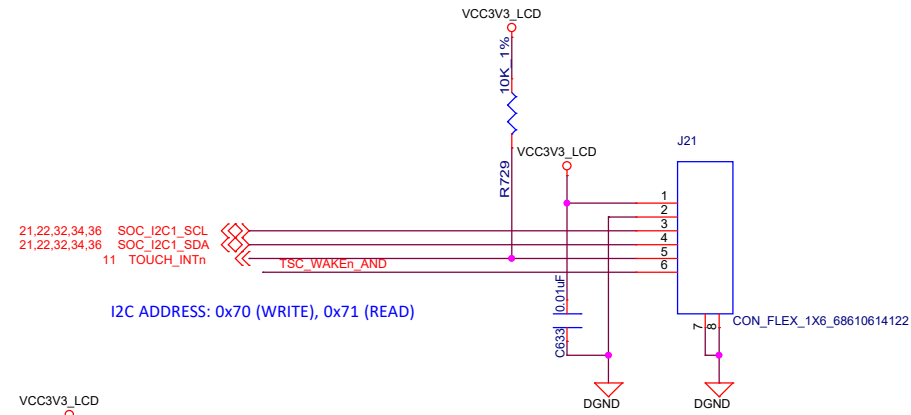 VCC3V3_LCD
10K 1%
R729
VCC3V3_LCD
J21
1
2
21,22,32,34,36 SOC_I2C1_SCL 3
21,22,32,34,36 SOC_I2C1_SDA 4
11 TOUCH_INTn 5
TSC_WAKEn_AND 6
I2C ADDRESS: 0x70 (WRITE), 0x71 (READ)
0.01uF
C633
7
8
CON_FLEX_1X6_68610614122
DGND
DGND
VCC3V3_LCD